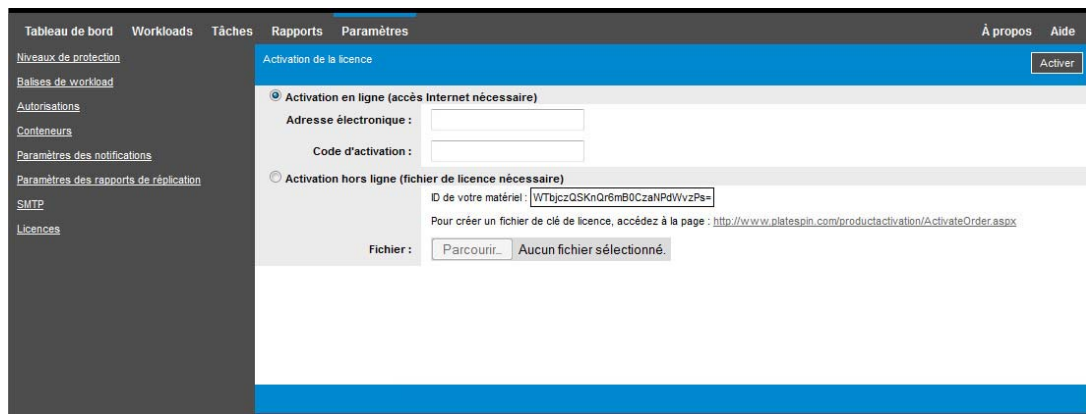 Tableau de bord Workloads Tâches Rapports Paramètres À propos Aide
Niveaux de protection
Balises de workload
Autorisations
Conteneurs
Paramètres des notifications
Paramètres des rapports de réplication
SMTP
Licences
Activation de la licence
Activer
Activation en ligne (accès Internet nécessaire)
Adresse électronique :
Code d'activation :
Activation hors ligne (fichier de licence nécessaire)
ID de votre matériel : WTbjczQSKnQr6mB0CzaNPdWvzPs=
Pour créer un fichier de clé de licence, accédez à la page : http://www.platespin.com/productactivation/ActivateOrder.aspx
Fichier : Parcourir... Aucun fichier sélectionné.